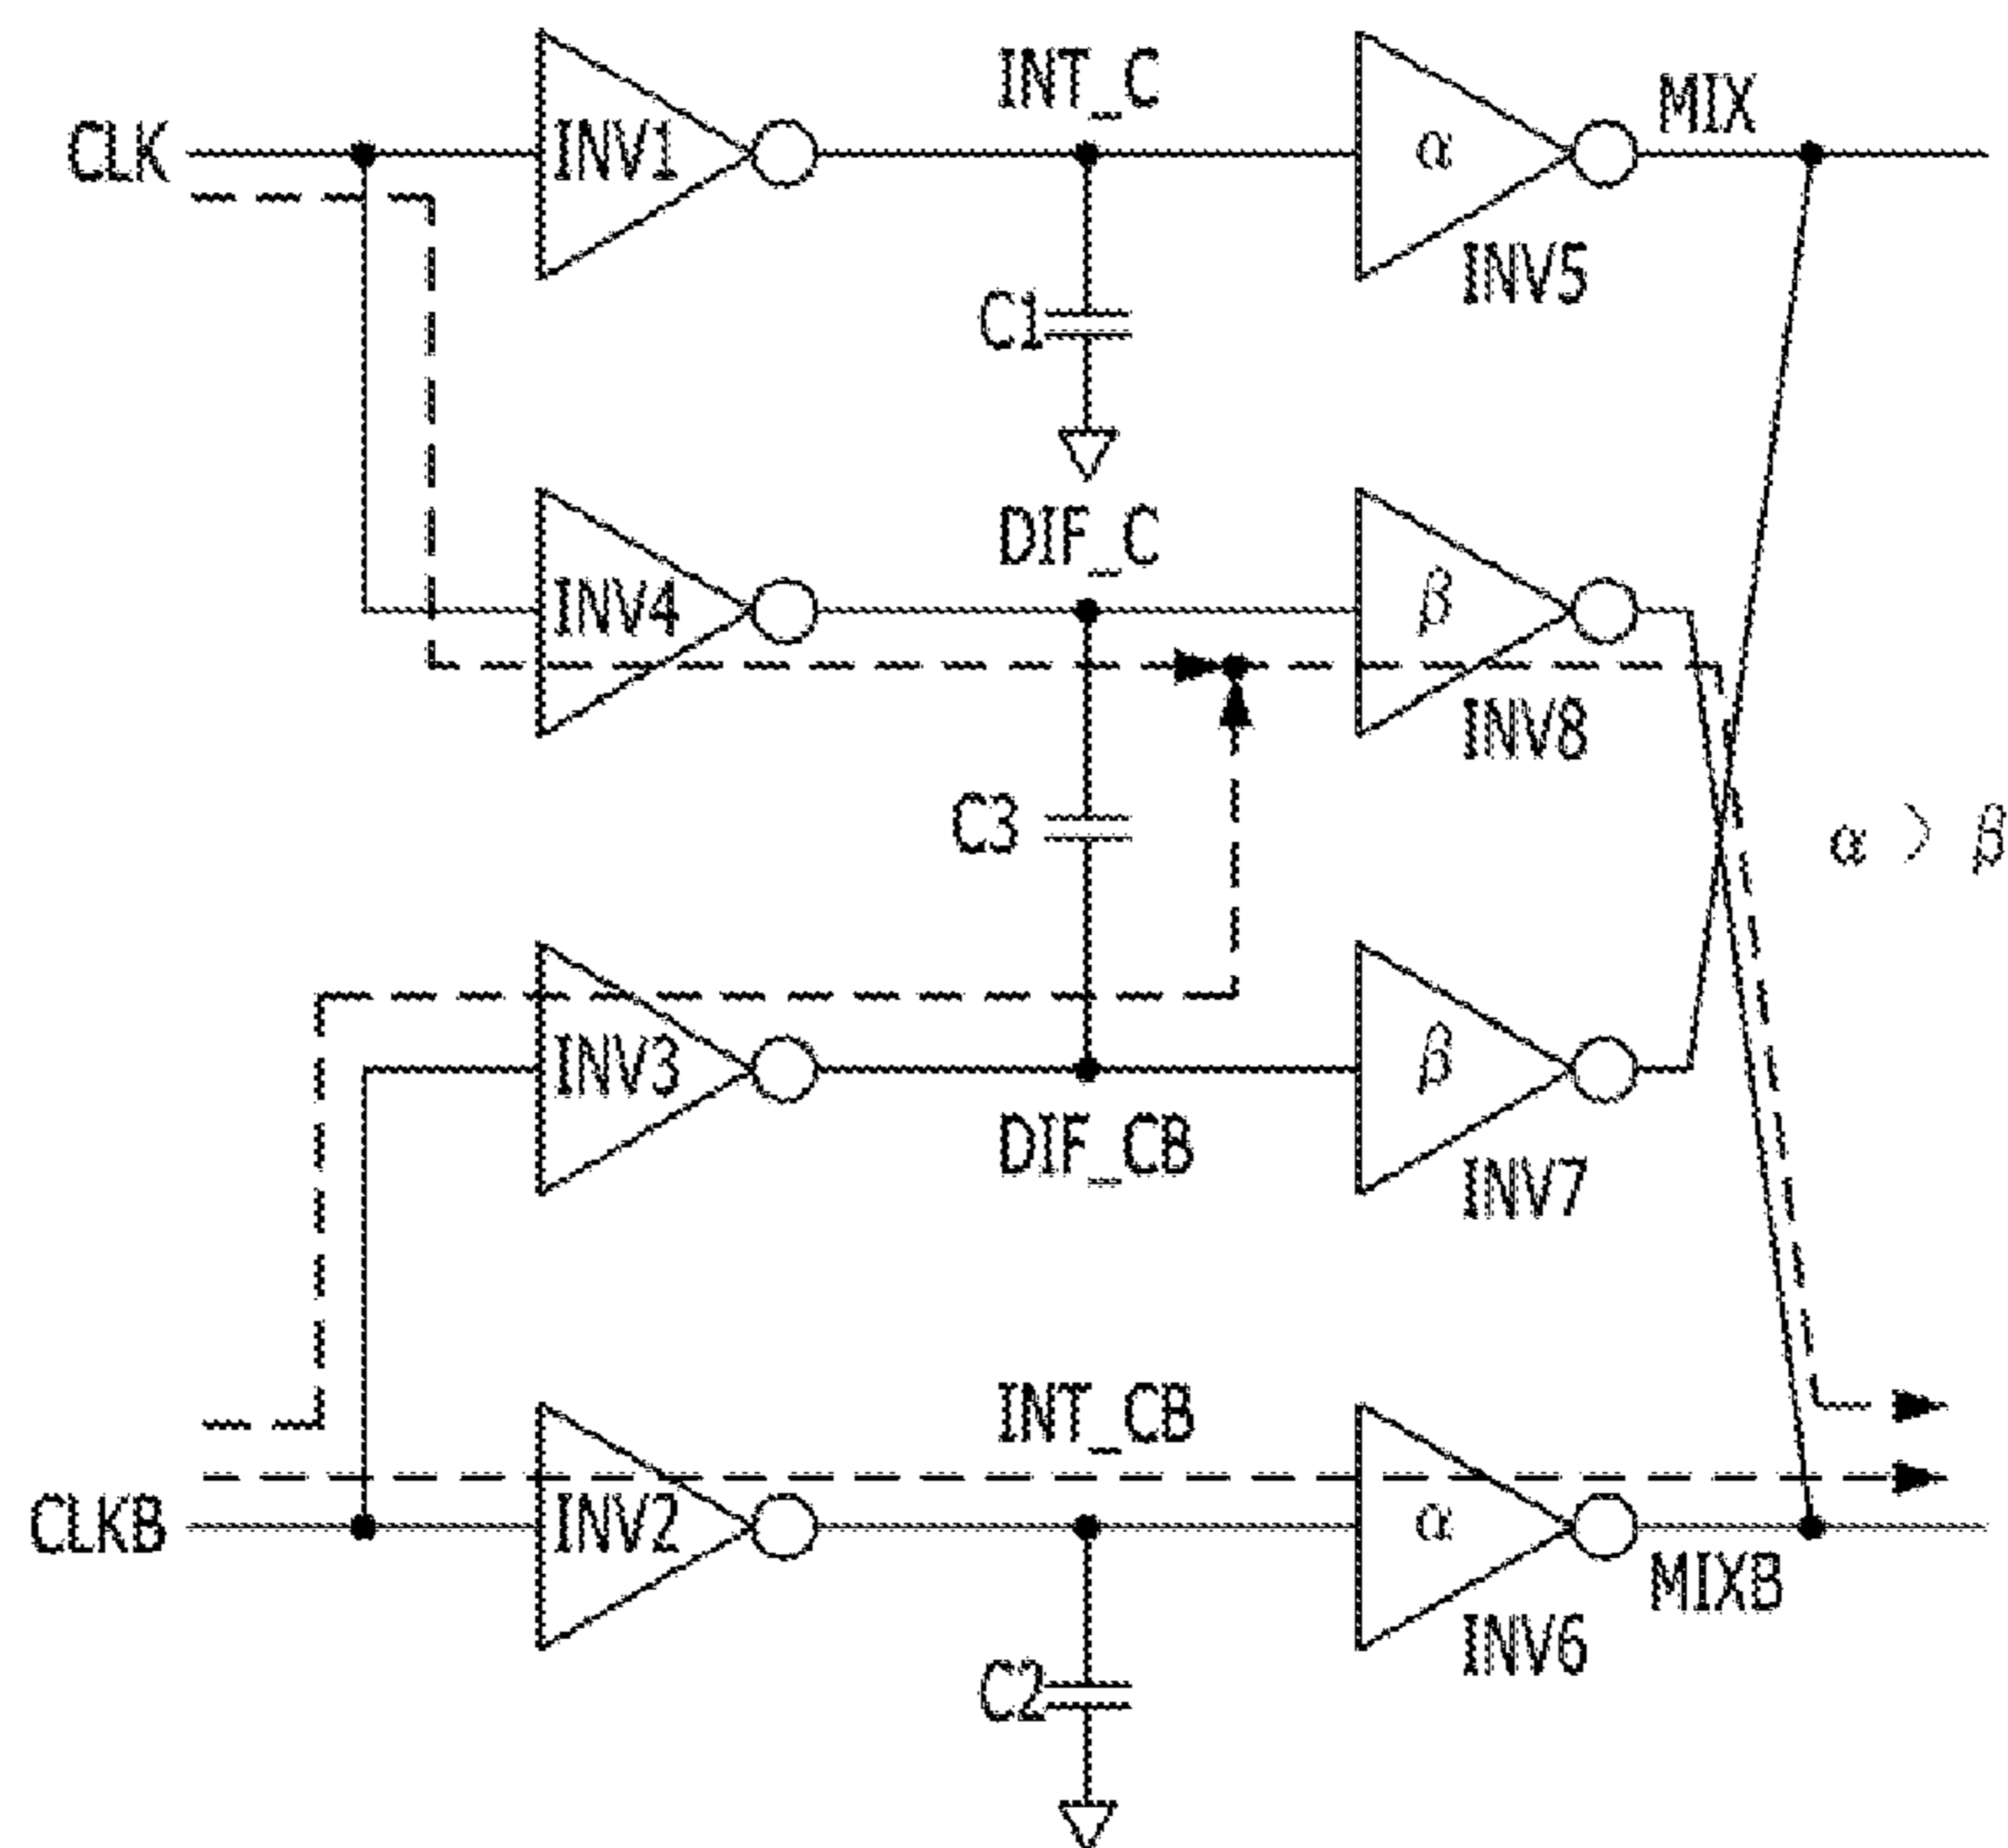 INT_C
MIX
CLK
INV1
α
INV5
C1
DIF_C
INV4
β
INV8
C3
α > β
INV3
β
DIF_CB
INV7
INT_CB
CLKB
INV2
α
MIXB
INV6
C2